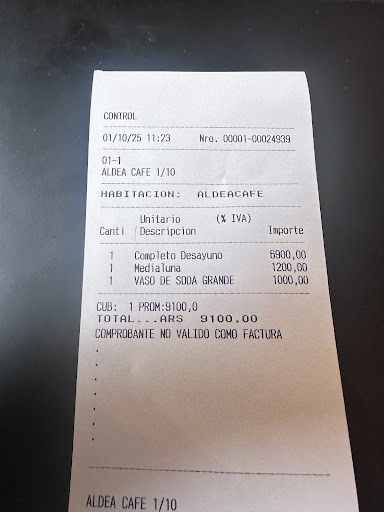 CONTROL
01/10/25 11:23 Nro. 00001-00024939
01-1
ALDEA CAFE 1/10
HABITACION: ALDEACAFE
Unitario (% IVA)
Canti Descripcion Importe
1 Completo Desayuno 6900,00
1 Medialuna 1200,00
1 VASO DE SODA GRANDE 1000,00
CUB: 1 PROM:9100,0
TOTAL...ARS 9100,00
COMPROBANTE NO VALIDO COMO FACTURA
.
.
.
.
.
.
.
ALDEA CAFE 1/10